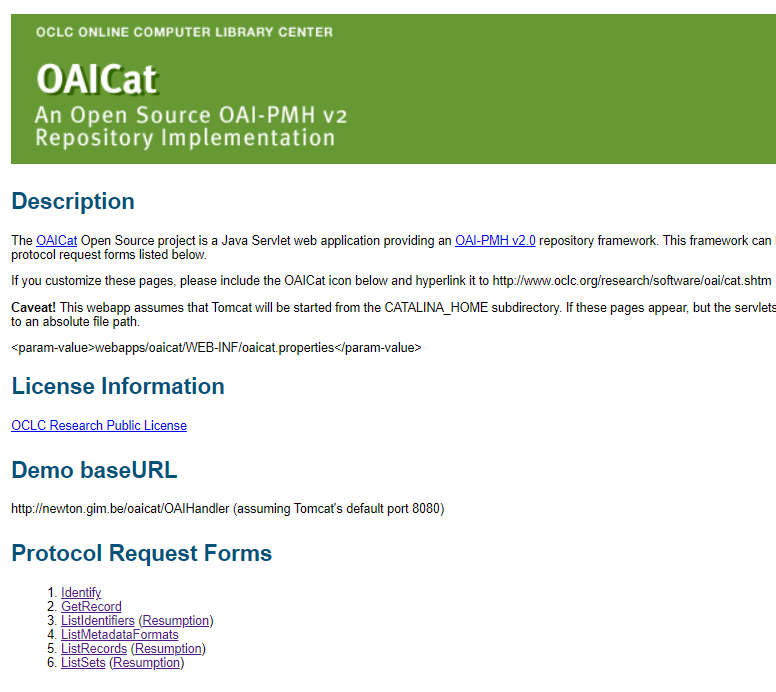 OCLC ONLINE COMPUTER LIBRARY CENTER
OAICat
An Open Source OAI-PMH v2
Repository Implementation
Description
The OAICat Open Source project is a Java Servlet web application providing an OAI-PMH v2.0 repository framework. This framework can
protocol request forms listed below.
If you customize these pages, please include the OAICat icon below and hyperlink it to http://www.oclc.org/research/software/oai/cat.shtm
Caveat! This webapp assumes that Tomcat will be started from the CATALINA_HOME subdirectory. If these pages appear, but the servlets
to an absolute file path.
<param-value>webapps/oaicat/WEB-INF/oaicat.properties</param-value>
License Information
OCLC Research Public License
Demo baseURL
http://newton.gim.be/oaicat/OAIHandler (assuming Tomcat's default port 8080)
Protocol Request Forms
1. Identify
2. GetRecord
3. ListIdentifiers (Resumption)
4. ListMetadataFormats
5. ListRecords (Resumption)
6. ListSets (Resumption)